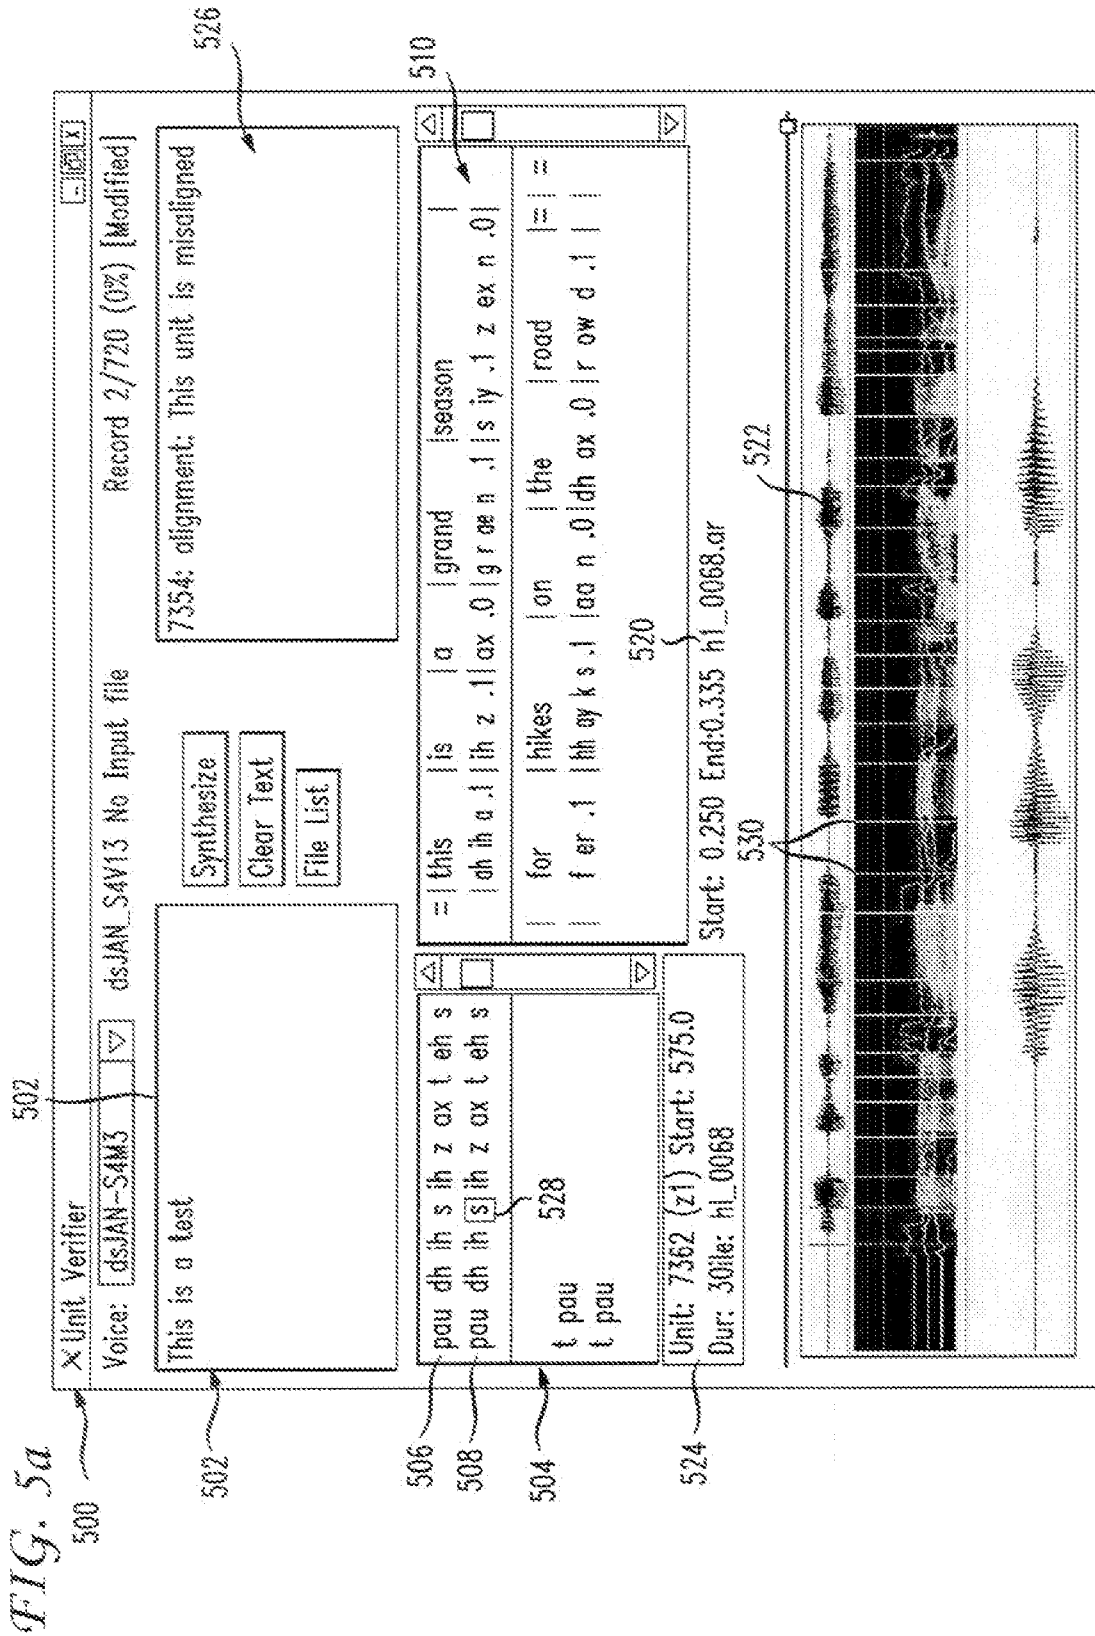 FIG. 5a
500
X Unit Verifier
Voice: dsJAN-S4M3 dsJAN_S4V13 No Input file Record 2/720 (0%) [Modified]
502
526
502
This is a test
Synthesize
Clear Text
File List
7354: alignment: This unit is misaligned
506
pau dh ih s ih z ax t eh s
508
pau dh ih s ih z ax t eh s
528
504
t pau
t pau
510
= | this | is | a | grand | season |
| ah ih a .1 | ih z .1 | ax .0 | g r ae n .1 | s iy .1 z ex n .0 |
| for | hikes | on | the | road | = | =
| f er .1 | hh ay k s .1 | aa n .0 | dh ax .0 | r ow d .1 | |
520
524
Unit: 7362 (z1) Start: 575.0
Dur: 30ile: h1_0068
Start: 0.250 End:0.335 h1_0068.ar
530
522